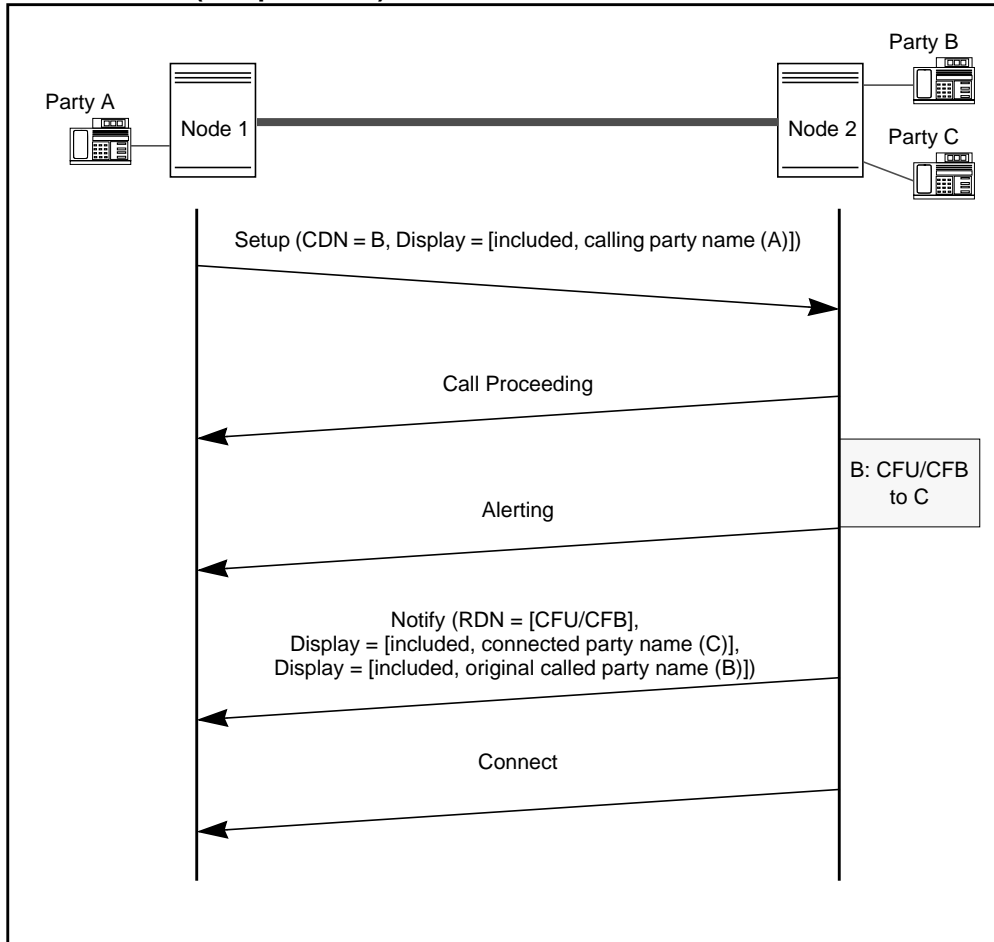 Party B
Party A
Node 1
Node 2
Party C
Setup (CDN = B, Display = [included, calling party name (A)])
Call Proceeding
B: CFU/CFB
to C
Alerting
Notify (RDN = [CFU/CFB],
Display = [included, connected party name (C)],
Display = [included, original called party name (B)])
Connect